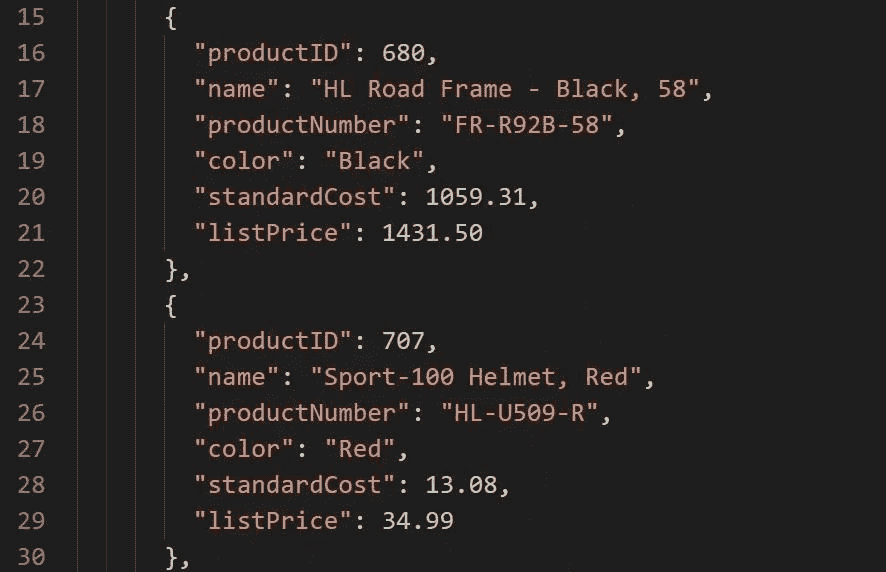 15 {
16 "productID": 680,
17 "name": "HL Road Frame - Black, 58",
18 "productNumber": "FR-R92B-58",
19 "color": "Black",
20 "standardCost": 1059.31,
21 "listPrice": 1431.50
22 },
23 {
24 "productID": 707,
25 "name": "Sport-100 Helmet, Red",
26 "productNumber": "HL-U509-R",
27 "color": "Red",
28 "standardCost": 13.08,
29 "listPrice": 34.99
30 },